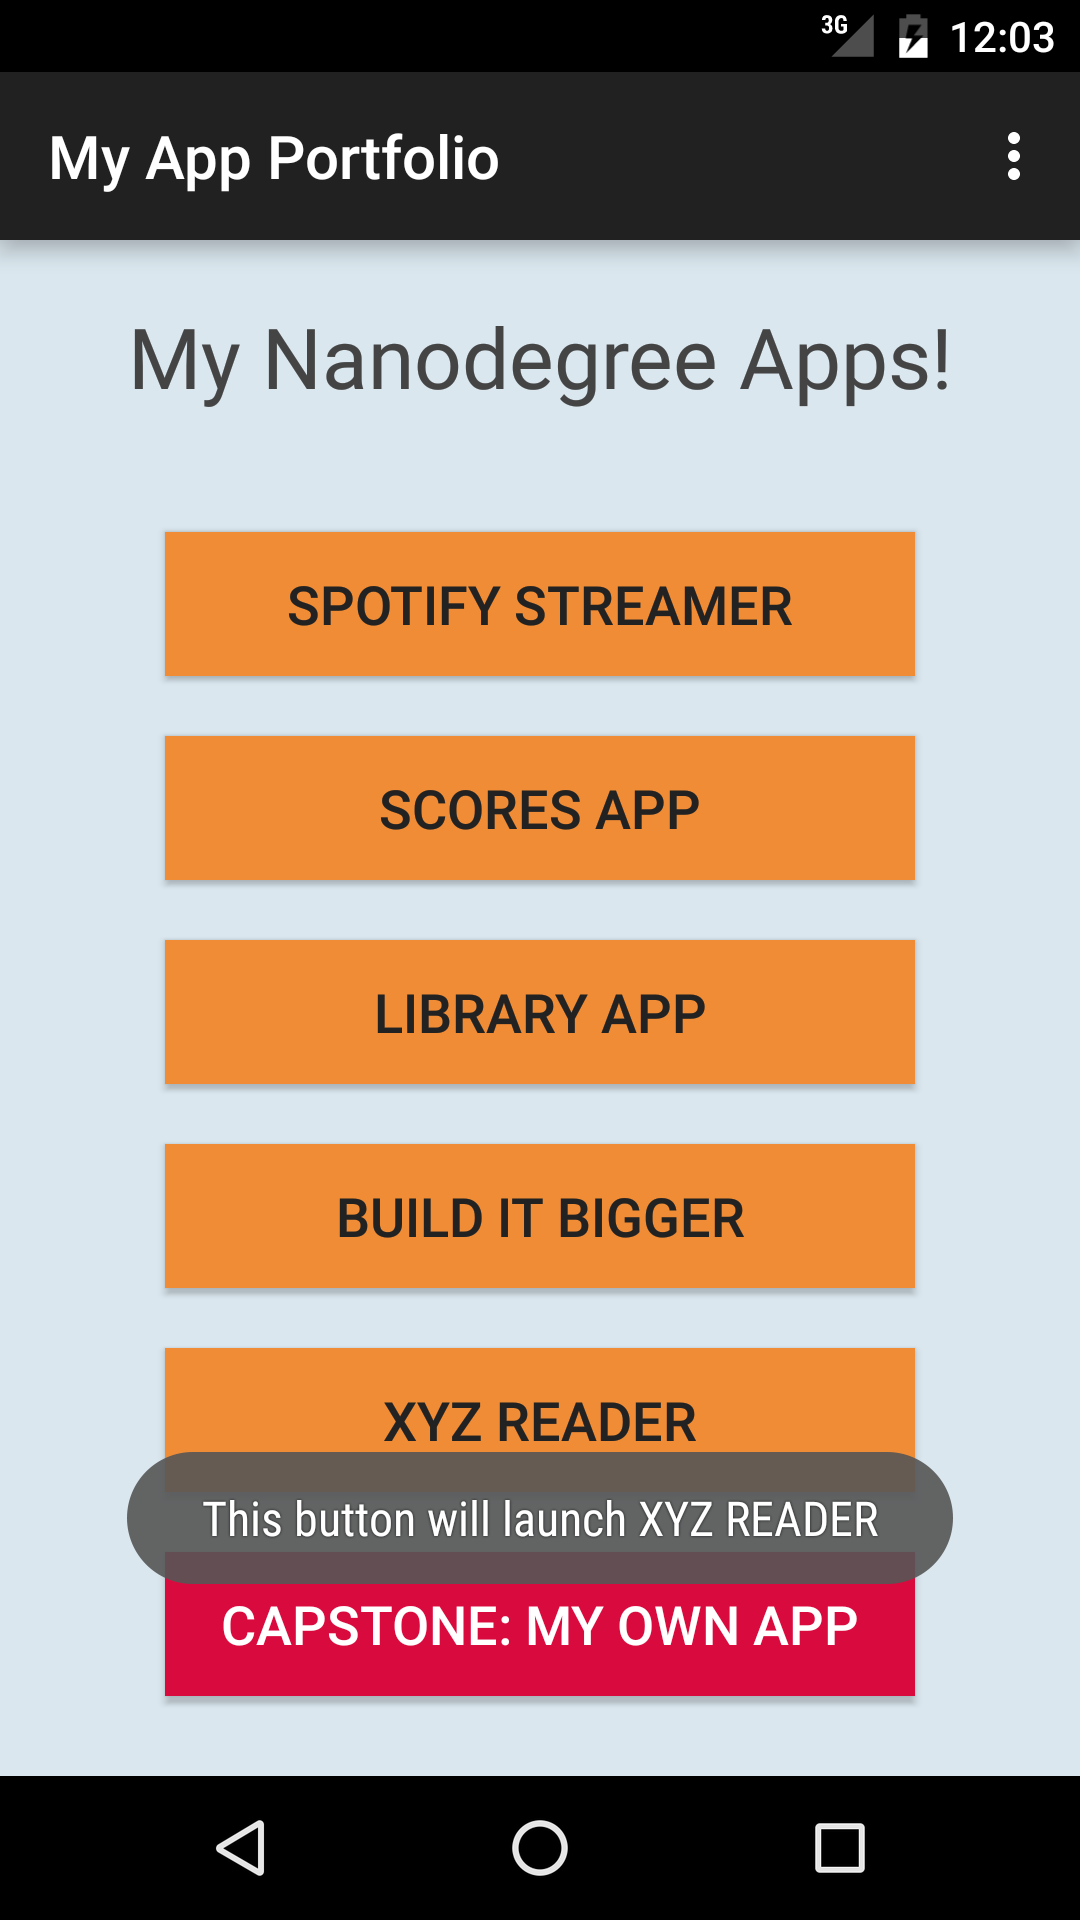 3G 12:03
My App Portfolio
My Nanodegree Apps!
SPOTIFY STREAMER
SCORES APP
LIBRARY APP
BUILD IT BIGGER
XYZ READER
This button will launch XYZ READER
CAPSTONE: MY OWN APP